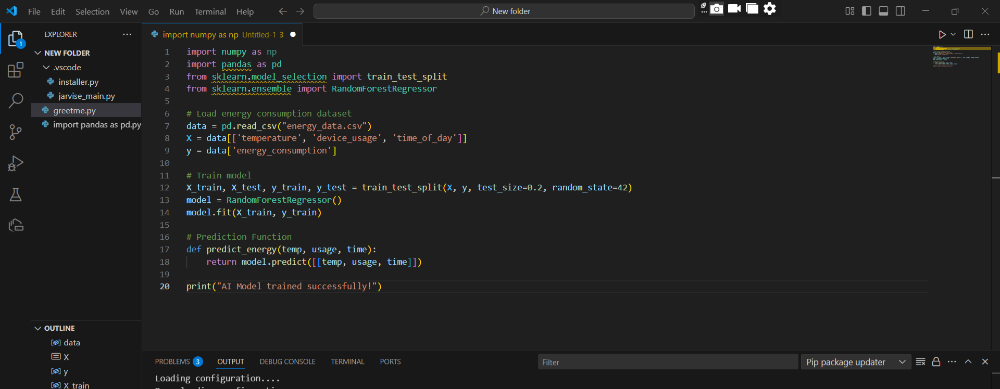 File Edit Selection View Go Run Terminal Help
New folder
EXPLORER
1
NEW FOLDER
.vscode
installer.py
jarvise_main.py
greetme.py
import pandas as pd.py
OUTLINE
data
X
y
X_train
import numpy as np Untitled-1 3
1 import numpy as np
2 import pandas as pd
3 from sklearn.model_selection import train_test_split
4 from sklearn.ensemble import RandomForestRegressor
5
6 # Load energy consumption dataset
7 data = pd.read_csv("energy_data.csv")
8 X = data[['temperature', 'device_usage', 'time_of_day']]
9 y = data['energy_consumption']
10
11 # Train model
12 X_train, X_test, y_train, y_test = train_test_split(X, y, test_size=0.2, random_state=42)
13 model = RandomForestRegressor()
14 model.fit(X_train, y_train)
15
16 # Prediction Function
17 def predict_energy(temp, usage, time):
18 return model.predict([[temp, usage, time]])
19
20 print("AI Model trained successfully!")
PROBLEMS 3 OUTPUT DEBUG CONSOLE TERMINAL PORTS
Filter
Pip package updater
Loading configuration....